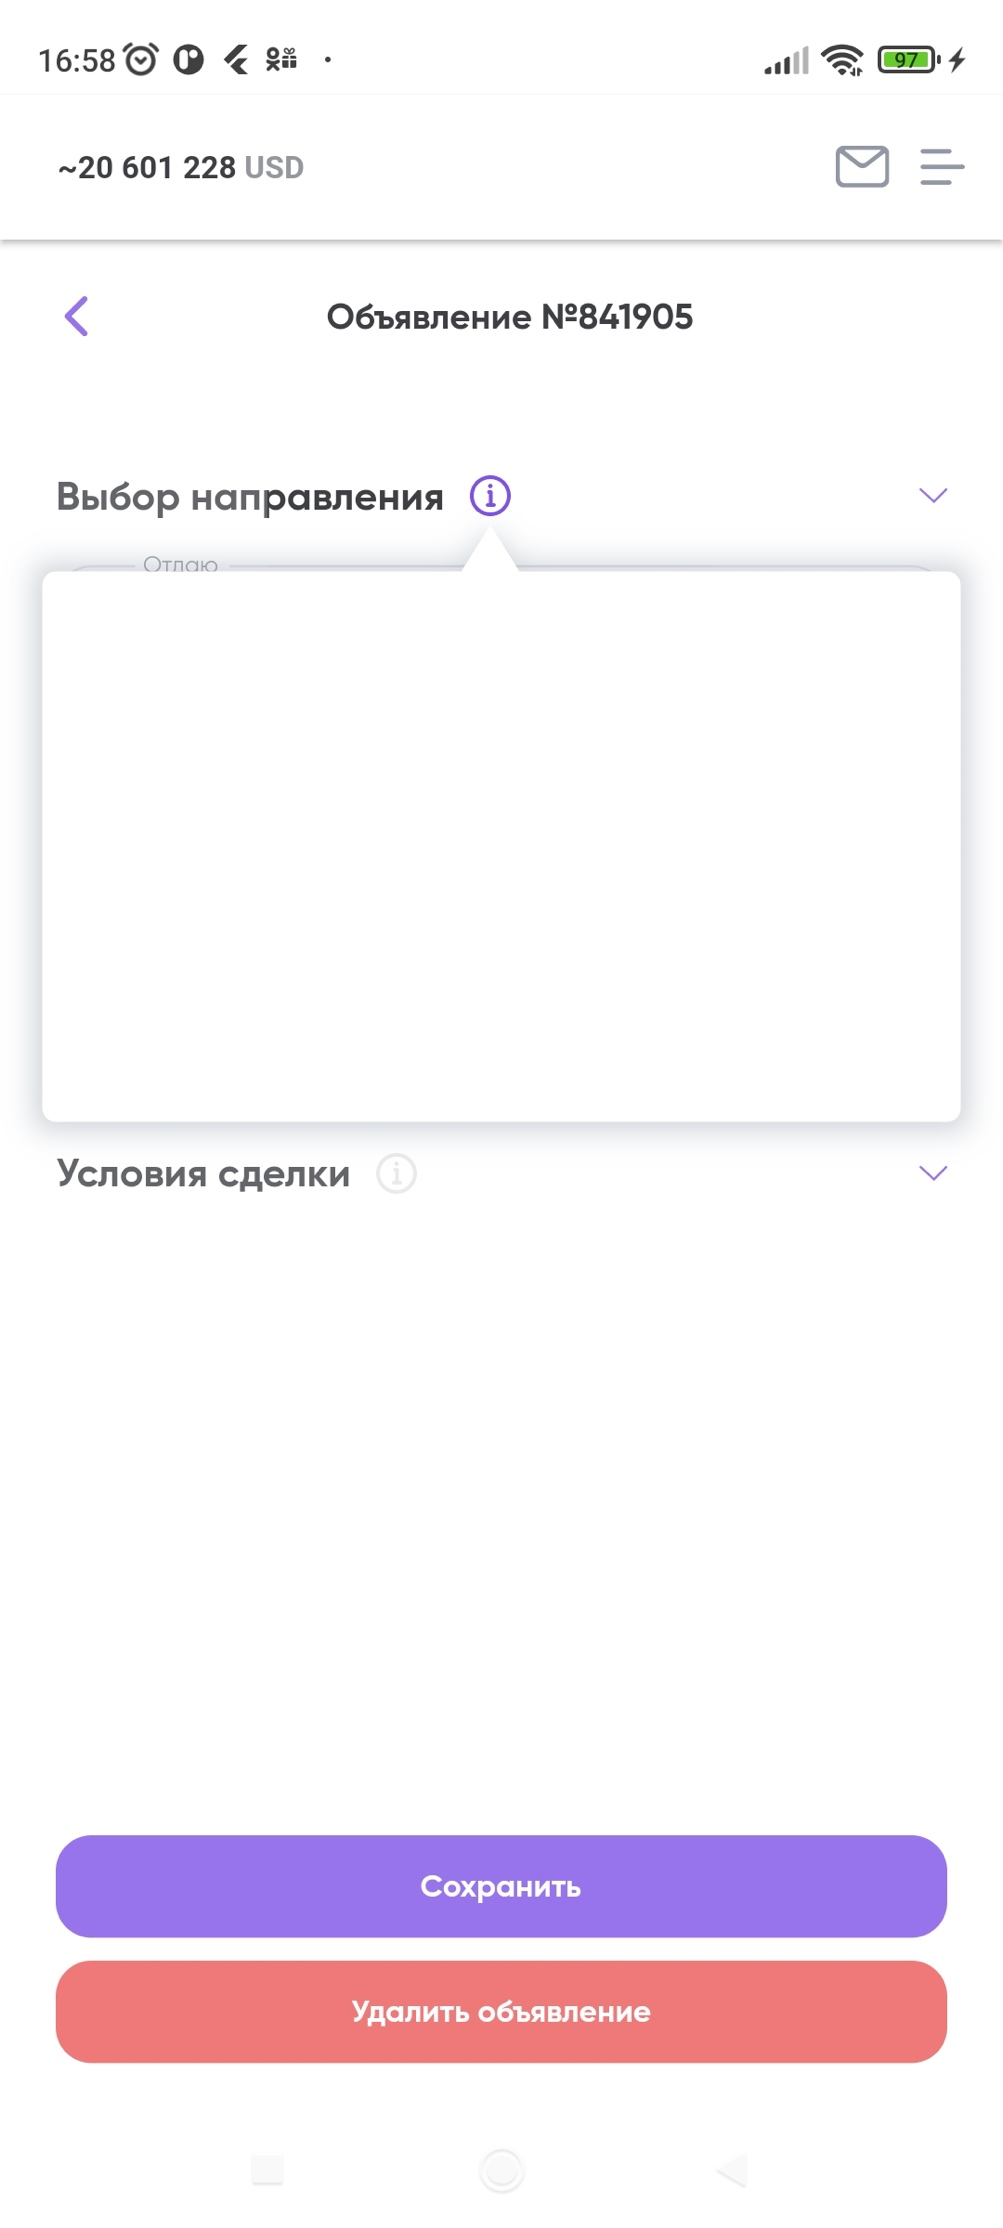 16:58
97
~20 601 228 USD
Объявление №841905
Выбор направления
Отдаю
Условия сделки
Сохранить
Удалить объявление